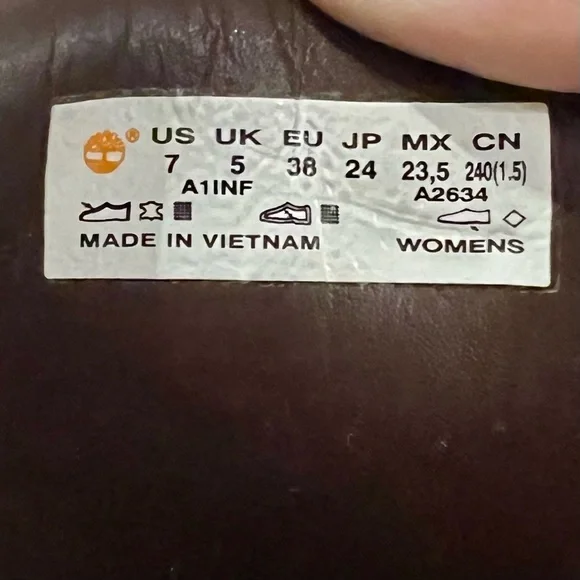 ® US UK EU JP MX CN
7 5 38 24 23,5 240(1.5)
A1INF A2634
MADE IN VIETNAM WOMENS